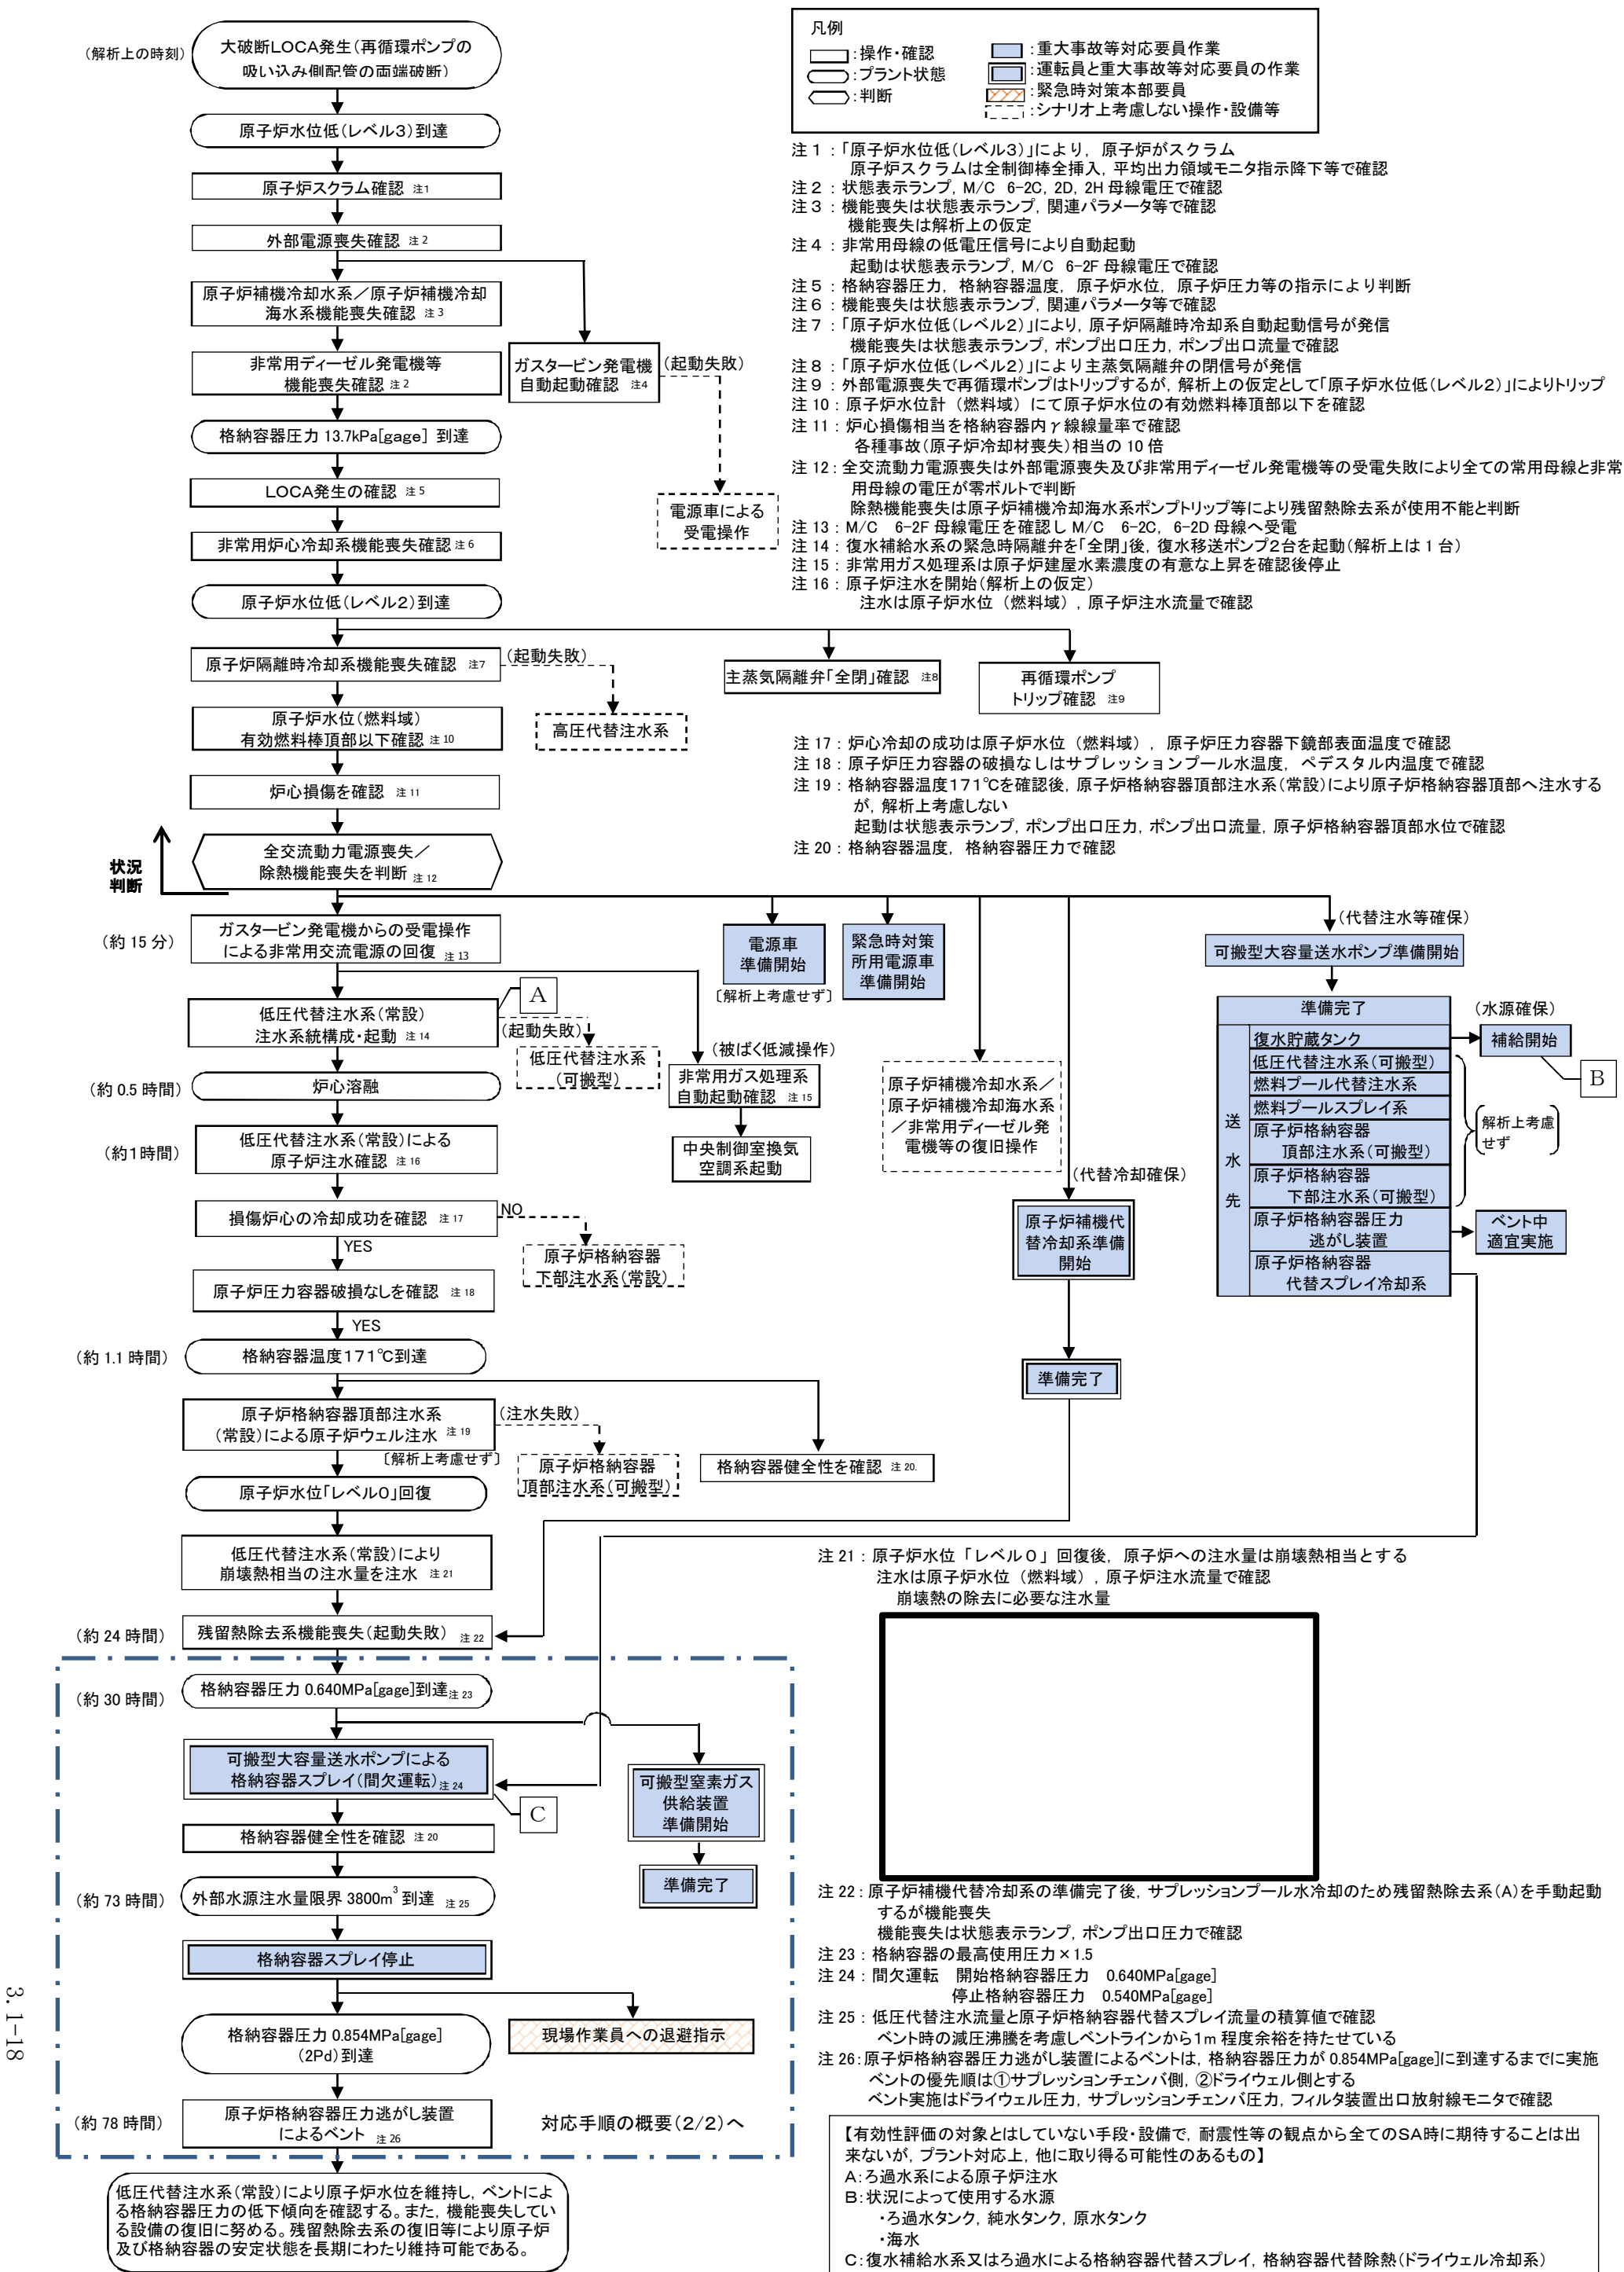 (解析上の時刻)
大破断LOCA発生(再循環ポンプの
吸い込み側配管の両端破断)
原子炉水位低(レベル3)到達
原子炉スクラム確認 注1
外部電源喪失確認 注2
原子炉補機冷却水系／原子炉補機冷却
海水系機能喪失確認 注3
非常用ディーゼル発電機等
機能喪失確認 注2
ガスタービン発電機
自動起動確認 注4
(起動失敗)
電源車による
受電操作
格納容器圧力 13.7kPa[gage] 到達
LOCA発生の確認 注5
非常用炉心冷却系機能喪失確認 注6
原子炉水位低(レベル2)到達
原子炉隔離時冷却系機能喪失確認 注7
(起動失敗)
高圧代替注水系
主蒸気隔離弁「全閉」確認 注8
再循環ポンプ
トリップ確認 注9
原子炉水位(燃料域)
有効燃料棒頂部以下確認 注10
炉心損傷を確認 注11
状況
判断
全交流動力電源喪失／
除熱機能喪失を判断 注12
凡例
:操作・確認
:プラント状態
:判断
:重大事故等対応要員作業
:運転員と重大事故等対応要員の作業
:緊急時対策本部要員
:シナリオ上考慮しない操作・設備等
注1：「原子炉水位低(レベル3)」により，原子炉がスクラム
原子炉スクラムは全制御棒全挿入，平均出力領域モニタ指示降下等で確認
注2：状態表示ランプ，M/C 6-2C，2D，2H 母線電圧で確認
注3：機能喪失は状態表示ランプ，関連パラメータ等で確認
機能喪失は解析上の仮定
注4：非常用母線の低電圧信号により自動起動
起動は状態表示ランプ，M/C 6-2F 母線電圧で確認
注5：格納容器圧力，格納容器温度，原子炉水位，原子炉圧力等の指示により判断
注6：機能喪失は状態表示ランプ，関連パラメータ等で確認
注7：「原子炉水位低(レベル2)」により，原子炉隔離時冷却系自動起動信号が発信
機能喪失は状態表示ランプ，ポンプ出口圧力，ポンプ出口流量で確認
注8：「原子炉水位低(レベル2)」により主蒸気隔離弁の閉信号が発信
注9：外部電源喪失で再循環ポンプはトリップするが，解析上の仮定として「原子炉水位低(レベル2)」によりトリップ
注10：原子炉水位計（燃料域）にて原子炉水位の有効燃料棒頂部以下を確認
注11：炉心損傷相当を格納容器内γ線線量率で確認
各種事故(原子炉冷却材喪失)相当の10倍
注12：全交流動力電源喪失は外部電源喪失及び非常用ディーゼル発電機等の受電失敗により全ての常用母線と非常
用母線の電圧が零ボルトで判断
除熱機能喪失は原子炉補機冷却海水系ポンプトリップ等により残留熱除去系が使用不能と判断
注13：M/C 6-2F 母線電圧を確認しM/C 6-2C，6-2D 母線へ受電
注14：復水補給水系の緊急時隔離弁を「全閉」後，復水移送ポンプ2台を起動(解析上は1台)
注15：非常用ガス処理系は原子炉建屋水素濃度の有意な上昇を確認後停止
注16：原子炉注水を開始(解析上の仮定)
注水は原子炉水位（燃料域），原子炉注水流量で確認
注17：炉心冷却の成功は原子炉水位（燃料域），原子炉圧力容器下鏡部表面温度で確認
注18：原子炉圧力容器の破損なしはサプレッションプール水温度，ペデスタル内温度で確認
注19：格納容器温度171℃を確認後，原子炉格納容器頂部注水系(常設)により原子炉格納容器頂部へ注水する
が，解析上考慮しない
起動は状態表示ランプ，ポンプ出口圧力，ポンプ出口流量，原子炉格納容器頂部水位で確認
注20：格納容器温度，格納容器圧力で確認
(約15分)
ガスタービン発電機からの受電操作
による非常用交流電源の回復 注13
A
低圧代替注水系(常設)
注水系統構成・起動 注14
(起動失敗)
低圧代替注水系
(可搬型)
(被ばく低減操作)
非常用ガス処理系
自動起動確認 注15
中央制御室換気
空調系起動
電源車
準備開始
〔解析上考慮せず〕
緊急時対策
所用電源車
準備開始
原子炉補機冷却水系／
原子炉補機冷却海水系
／非常用ディーゼル発
電機等の復旧操作
(代替冷却確保)
原子炉補機代
替冷却系準備
開始
準備完了
(代替注水等確保)
可搬型大容量送水ポンプ準備開始
準備完了
送水先
復水貯蔵タンク
低圧代替注水系(可搬型)
燃料プール代替注水系
燃料プールスプレイ系
原子炉格納容器
頂部注水系(可搬型)
原子炉格納容器
下部注水系(可搬型)
原子炉格納容器圧力
逃がし装置
原子炉格納容器
代替スプレイ冷却系
(水源確保)
補給開始
B
解析上考慮
せず
ベント中
適宜実施
(約0.5時間)
炉心溶融
(約1時間)
低圧代替注水系(常設)による
原子炉注水確認 注16
損傷炉心の冷却成功を確認 注17
NO
原子炉格納容器
下部注水系(常設)
YES
原子炉圧力容器破損なしを確認 注18
YES
(約1.1時間)
格納容器温度171℃到達
原子炉格納容器頂部注水系
(常設)による原子炉ウェル注水 注19
〔解析上考慮せず〕
(注水失敗)
原子炉格納容器
頂部注水系(可搬型)
格納容器健全性を確認 注20.
原子炉水位「レベル0」回復
低圧代替注水系(常設)により
崩壊熱相当の注水量を注水 注21
(約24時間)
残留熱除去系機能喪失(起動失敗) 注22
(約30時間)
格納容器圧力 0.640MPa[gage]到達注23
可搬型大容量送水ポンプによる
格納容器スプレイ(間欠運転)注24
C
可搬型窒素ガス
供給装置
準備開始
準備完了
格納容器健全性を確認 注20
(約73時間)
外部水源注水量限界 3800m³到達 注25
格納容器スプレイ停止
現場作業員への退避指示
格納容器圧力 0.854MPa[gage]
(2Pd)到達
(約78時間)
原子炉格納容器圧力逃がし装置
によるベント 注26
対応手順の概要(2/2)へ
低圧代替注水系(常設)により原子炉水位を維持し，ベントによ
る格納容器圧力の低下傾向を確認する。また，機能喪失してい
る設備の復旧に努める。残留熱除去系の復旧等により原子炉
及び格納容器の安定状態を長期にわたり維持可能である。
注21：原子炉水位「レベル0」回復後，原子炉への注水量は崩壊熱相当とする
注水は原子炉水位（燃料域），原子炉注水流量で確認
崩壊熱の除去に必要な注水量
注22：原子炉補機代替冷却系の準備完了後，サプレッションプール水冷却のため残留熱除去系(A)を手動起動
するが機能喪失
機能喪失は状態表示ランプ，ポンプ出口圧力で確認
注23：格納容器の最高使用圧力×1.5
注24：間欠運転 開始格納容器圧力 0.640MPa[gage]
停止格納容器圧力 0.540MPa[gage]
注25：低圧代替注水流量と原子炉格納容器代替スプレイ流量の積算値で確認
ベント時の減圧沸騰を考慮しベントラインから1m 程度余裕を持たせている
注26：原子炉格納容器圧力逃がし装置によるベントは，格納容器圧力が0.854MPa[gage]に到達するまでに実施
ベントの優先順は①サプレッションチェンバ側，②ドライウェル側とする
ベント実施はドライウェル圧力，サプレッションチェンバ圧力，フィルタ装置出口放射線モニタで確認
【有効性評価の対象とはしていない手段・設備で，耐震性等の観点から全てのSA時に期待することは出
来ないが，プラント対応上，他に取り得る可能性のあるもの】
A：ろ過水系による原子炉注水
B：状況によって使用する水源
・ろ過水タンク，純水タンク，原水タンク
・海水
C：復水補給水系又はろ過水による格納容器代替スプレイ，格納容器代替除熱(ドライウェル冷却系)
3.1-18